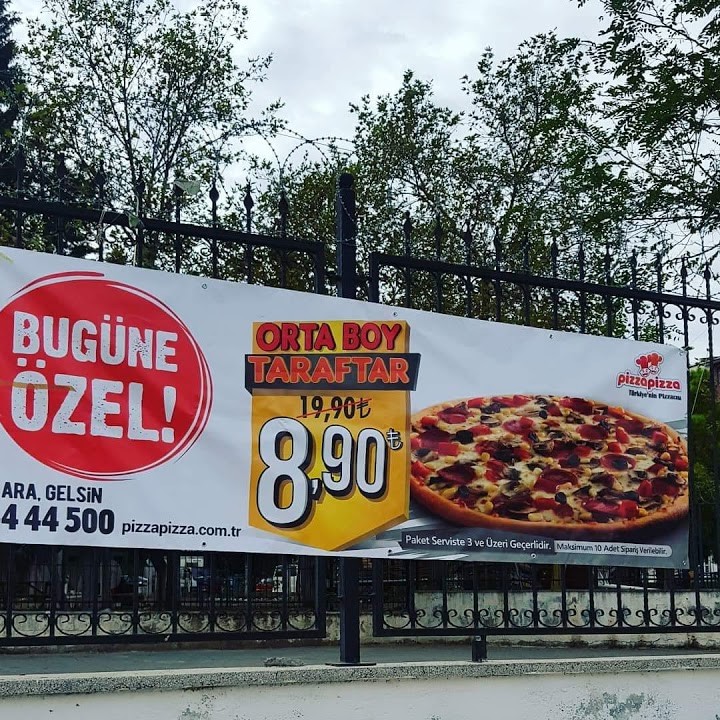 BUGÜNE
ÖZEL!
ARA, GELSİN
4 44 500
pizzapizza.com.tr
ORTA BOY
TARAFTAR
19,90₺
8,90₺
pizzapizza
Türkiye'nin Pizzacısı
Paket Serviste 3 ve Üzeri Geçerlidir. Maksimum 10 Adet Sipariş Verilebilir.